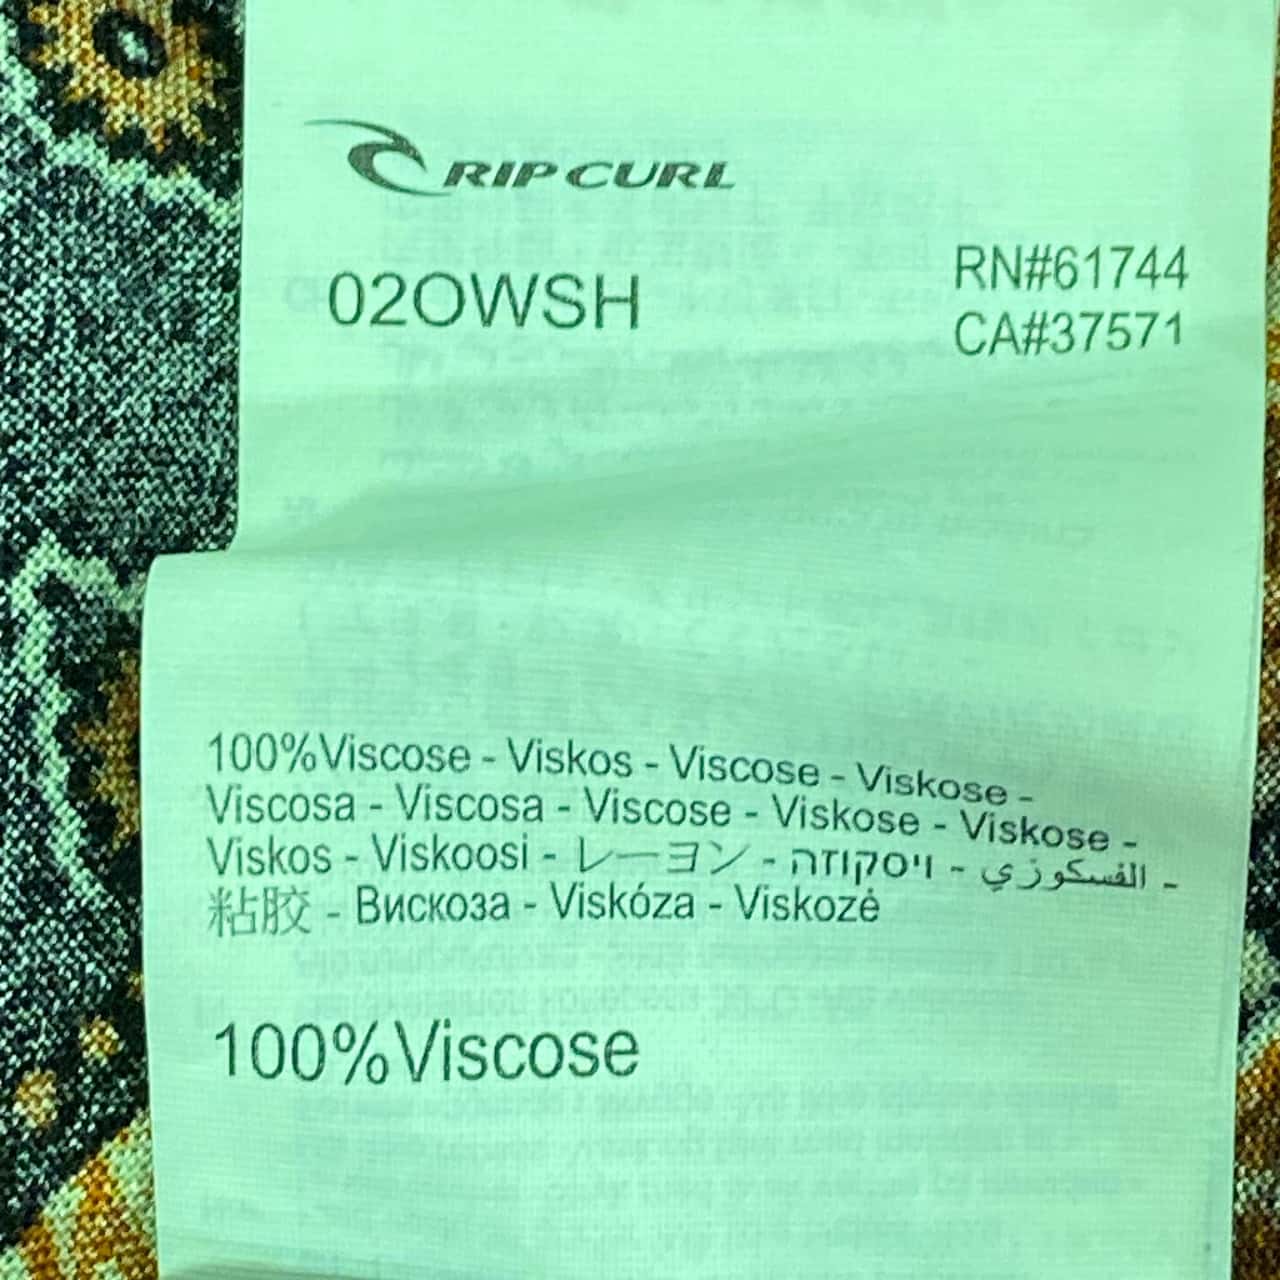 RIP CURL
02OWSH
RN#61744
CA#37571
100%Viscose - Viskos - Viscose - Viskose -
Viscosa - Viscosa - Viscose - Viskose - Viskose -
Viskos - Viskoosi - レーヨン - ויסקוזה - الفسكوزي -
粘胶 - Вискоза - Viskóza - Viskozė
100%Viscose